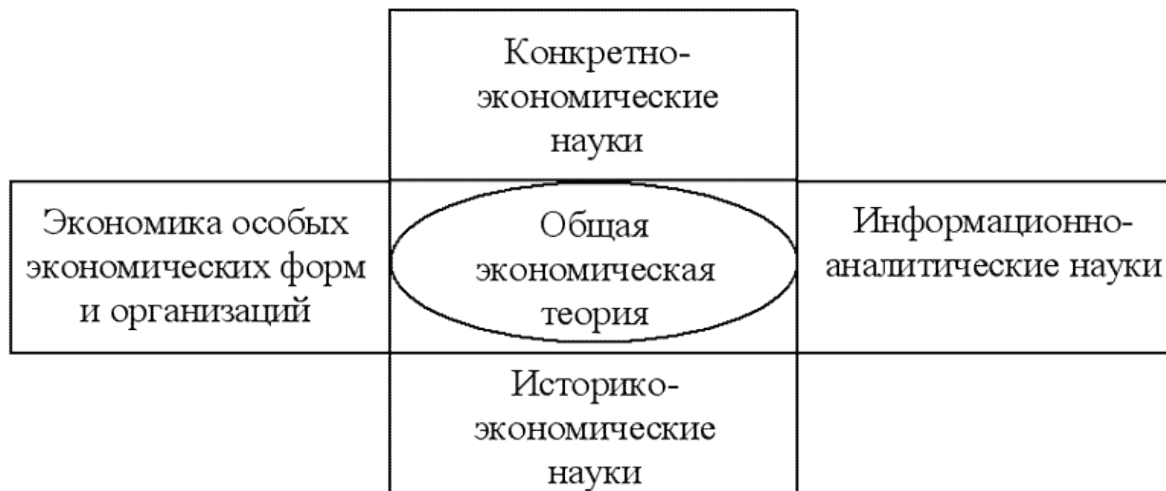 Конкретно-
экономические
науки
Экономика особых
экономических форм
и организаций
Общая
экономическая
теория
Информационно-
аналитические науки
Историко-
экономические
науки